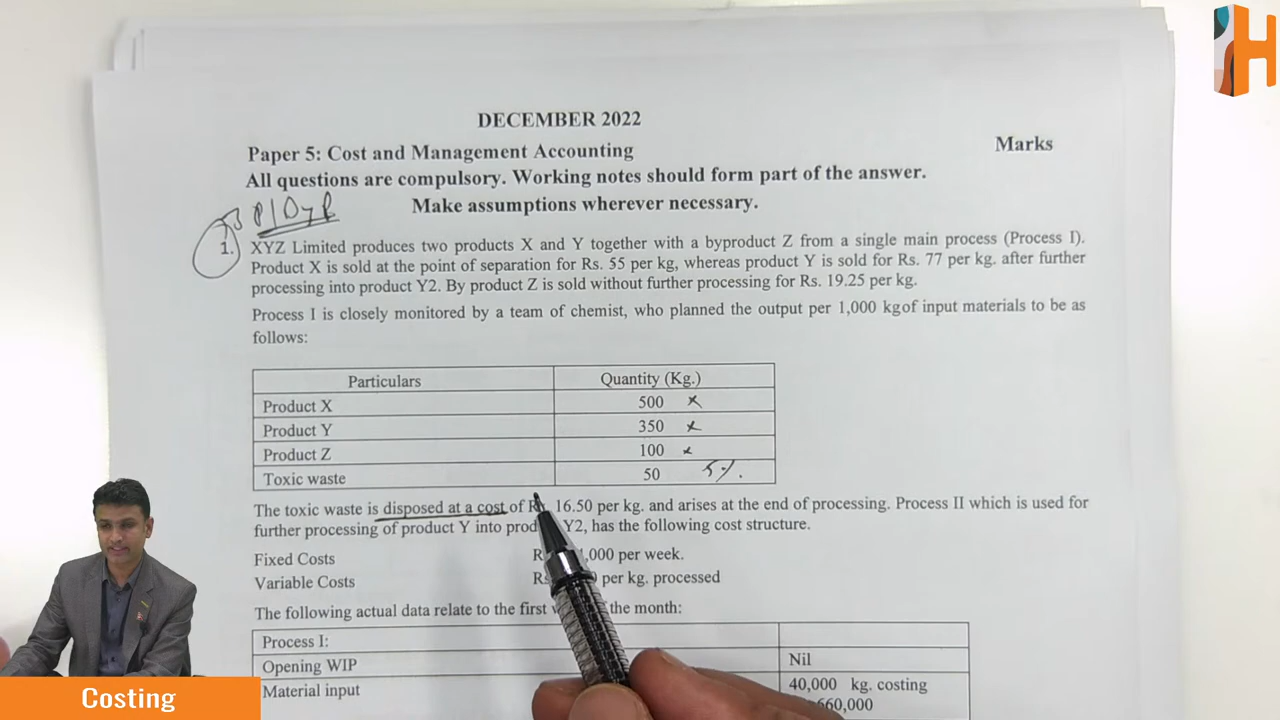 H
DECEMBER 2022
Paper 5: Cost and Management Accounting Marks
All questions are compulsory. Working notes should form part of the answer.
Make assumptions wherever necessary.
1. XYZ Limited produces two products X and Y together with a byproduct Z from a single main process (Process I).
Product X is sold at the point of separation for Rs. 55 per kg, whereas product Y is sold for Rs. 77 per kg. after further
processing into product Y2. By product Z is sold without further processing for Rs. 19.25 per kg.
Process I is closely monitored by a team of chemist, who planned the output per 1,000 kgof input materials to be as
follows:
Particulars Quantity (Kg.)
Product X 500 x
Product Y 350 x
Product Z 100 x
Toxic waste 50 5%.
The toxic waste is disposed at a cost of 16.50 per kg. and arises at the end of processing. Process II which is used for
further processing of product Y into Y2, has the following cost structure.
Fixed Costs ,000 per week.
Variable Costs per kg. processed
The following actual data relate to the first the month:
Process I:
Opening WIP Nil
Material input 40,000 kg. costing
660,000
Costing